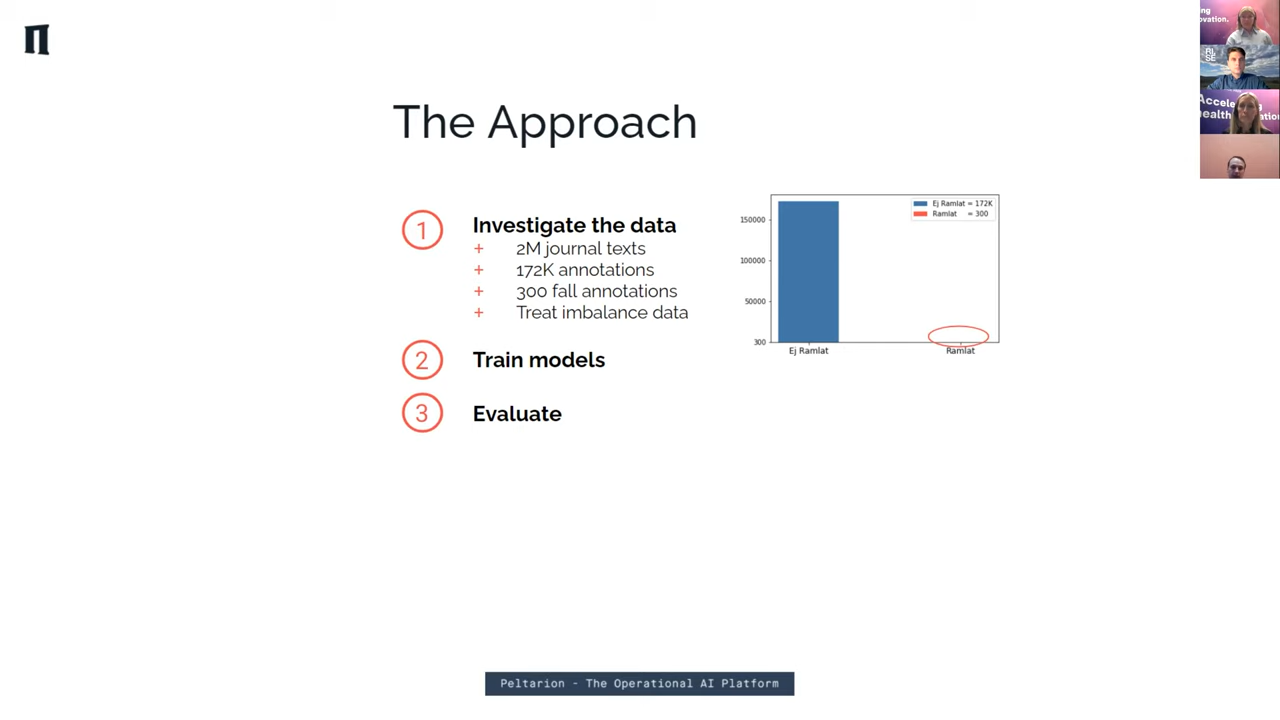 The Approach
1
Investigate the data
+ 2M journal texts
+ 172K annotations
+ 300 fall annotations
+ Treat imbalance data
2
Train models
3
Evaluate
Ej Ramlat = 172K
Ramlat = 300
150000
100000
50000
300
Ej Ramlat
Ramlat
Peltarion - The Operational AI Platform
RI.
SE